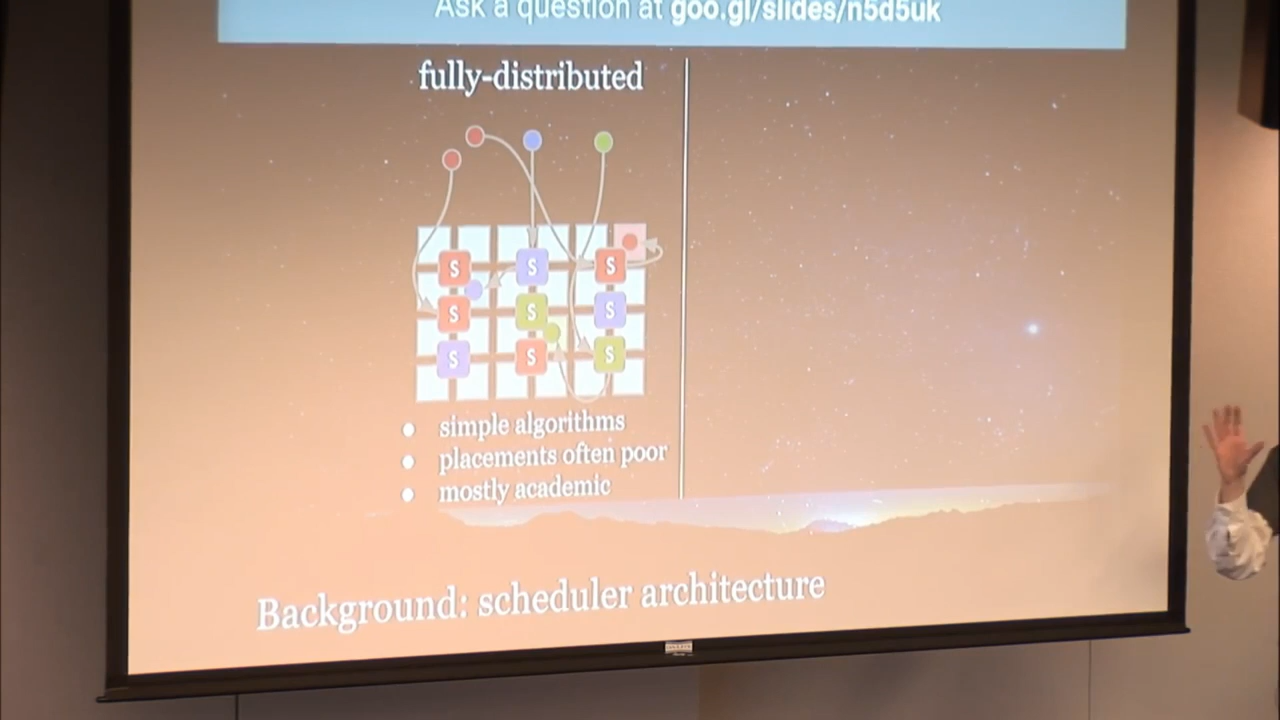 Ask a question at goo.gl/slides/n5d5uk
fully-distributed
S S S
S S S
S S S
● simple algorithms
● placements often poor
● mostly academic
Background: scheduler architecture